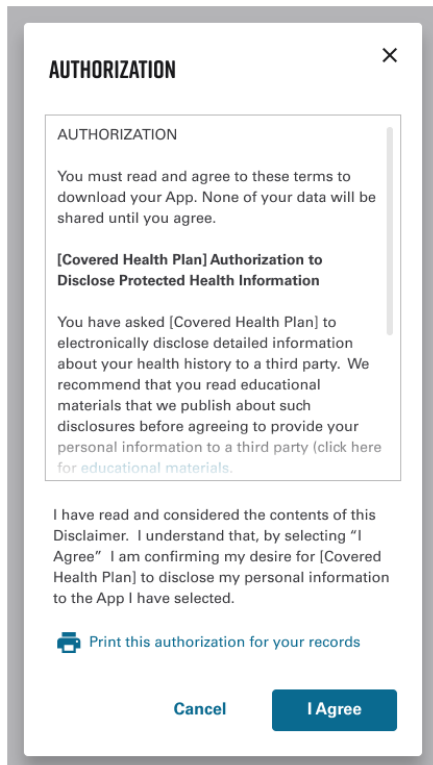 AUTHORIZATION
AUTHORIZATION
You must read and agree to these terms to
download your App. None of your data will be
shared until you agree.
[Covered Health Plan] Authorization to
Disclose Protected Health Information
You have asked [Covered Health Plan] to
electronically disclose detailed information
about your health history to a third party.  We
recommend that you read educational
materials that we publish about such
disclosures before agreeing to provide your
personal information to a third party (click here
for educational materials.
I have read and considered the contents of this
Disclaimer.  I understand that, by selecting “I
Agree”  I am confirming my desire for [Covered
Health Plan] to disclose my personal information
to the App I have selected.
Print this authorization for your records
Cancel
I Agree